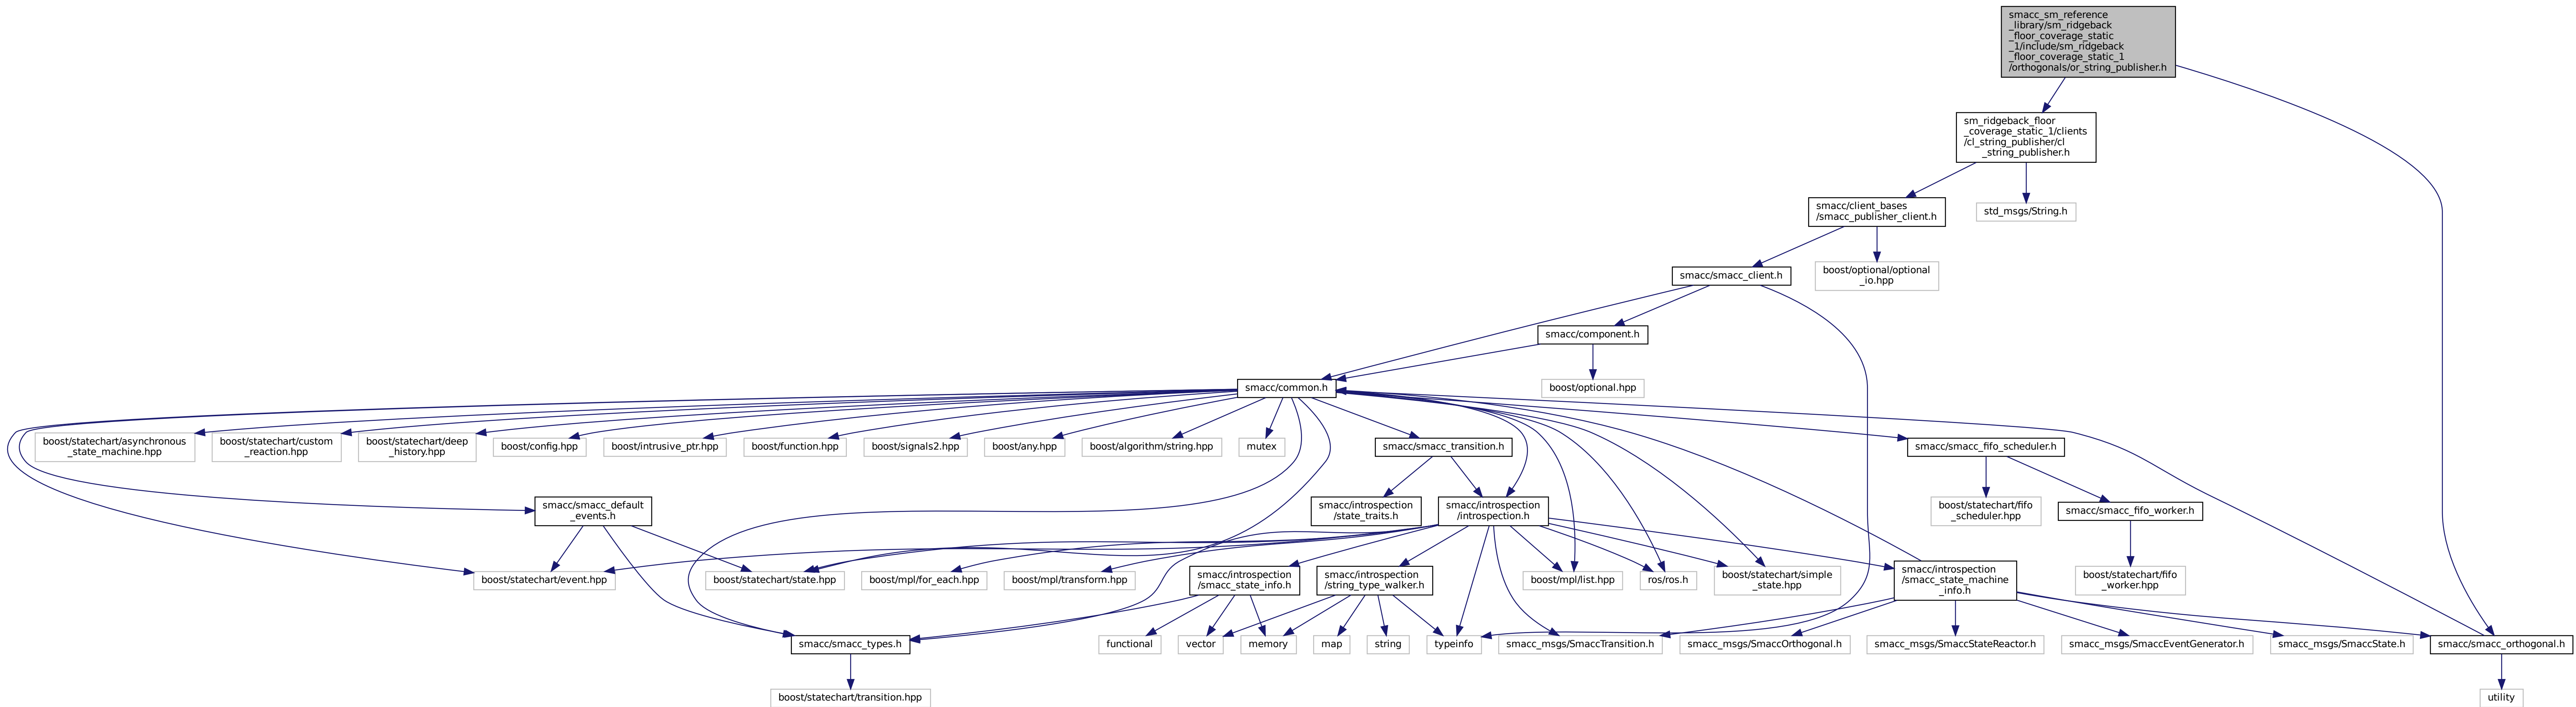 smacc_sm_reference
_library/sm_ridgeback
_floor_coverage_static
_1/include/sm_ridgeback
_floor_coverage_static_1
/orthogonals/or_string_publisher.h
sm_ridgeback_floor
_coverage_static_1/clients
/cl_string_publisher/cl
_string_publisher.h
smacc/client_bases
/smacc_publisher_client.h
std_msgs/String.h
smacc/smacc_client.h
boost/optional/optional
_io.hpp
smacc/component.h
smacc/common.h
boost/optional.hpp
boost/statechart/asynchronous
_state_machine.hpp
boost/statechart/custom
_reaction.hpp
boost/statechart/deep
_history.hpp
boost/config.hpp
boost/intrusive_ptr.hpp
boost/function.hpp
boost/signals2.hpp
boost/any.hpp
boost/algorithm/string.hpp
mutex
smacc/smacc_transition.h
smacc/smacc_fifo_scheduler.h
smacc/smacc_default
_events.h
smacc/introspection
/state_traits.h
smacc/introspection
/introspection.h
boost/statechart/fifo
_scheduler.hpp
smacc/smacc_fifo_worker.h
boost/statechart/event.hpp
boost/statechart/state.hpp
boost/mpl/for_each.hpp
boost/mpl/transform.hpp
smacc/introspection
/smacc_state_info.h
smacc/introspection
/string_type_walker.h
boost/mpl/list.hpp
ros/ros.h
boost/statechart/simple
_state.hpp
smacc/introspection
/smacc_state_machine
_info.h
boost/statechart/fifo
_worker.hpp
smacc/smacc_types.h
functional
vector
memory
map
string
typeinfo
smacc_msgs/SmaccTransition.h
smacc_msgs/SmaccOrthogonal.h
smacc_msgs/SmaccStateReactor.h
smacc_msgs/SmaccEventGenerator.h
smacc_msgs/SmaccState.h
smacc/smacc_orthogonal.h
boost/statechart/transition.hpp
utility